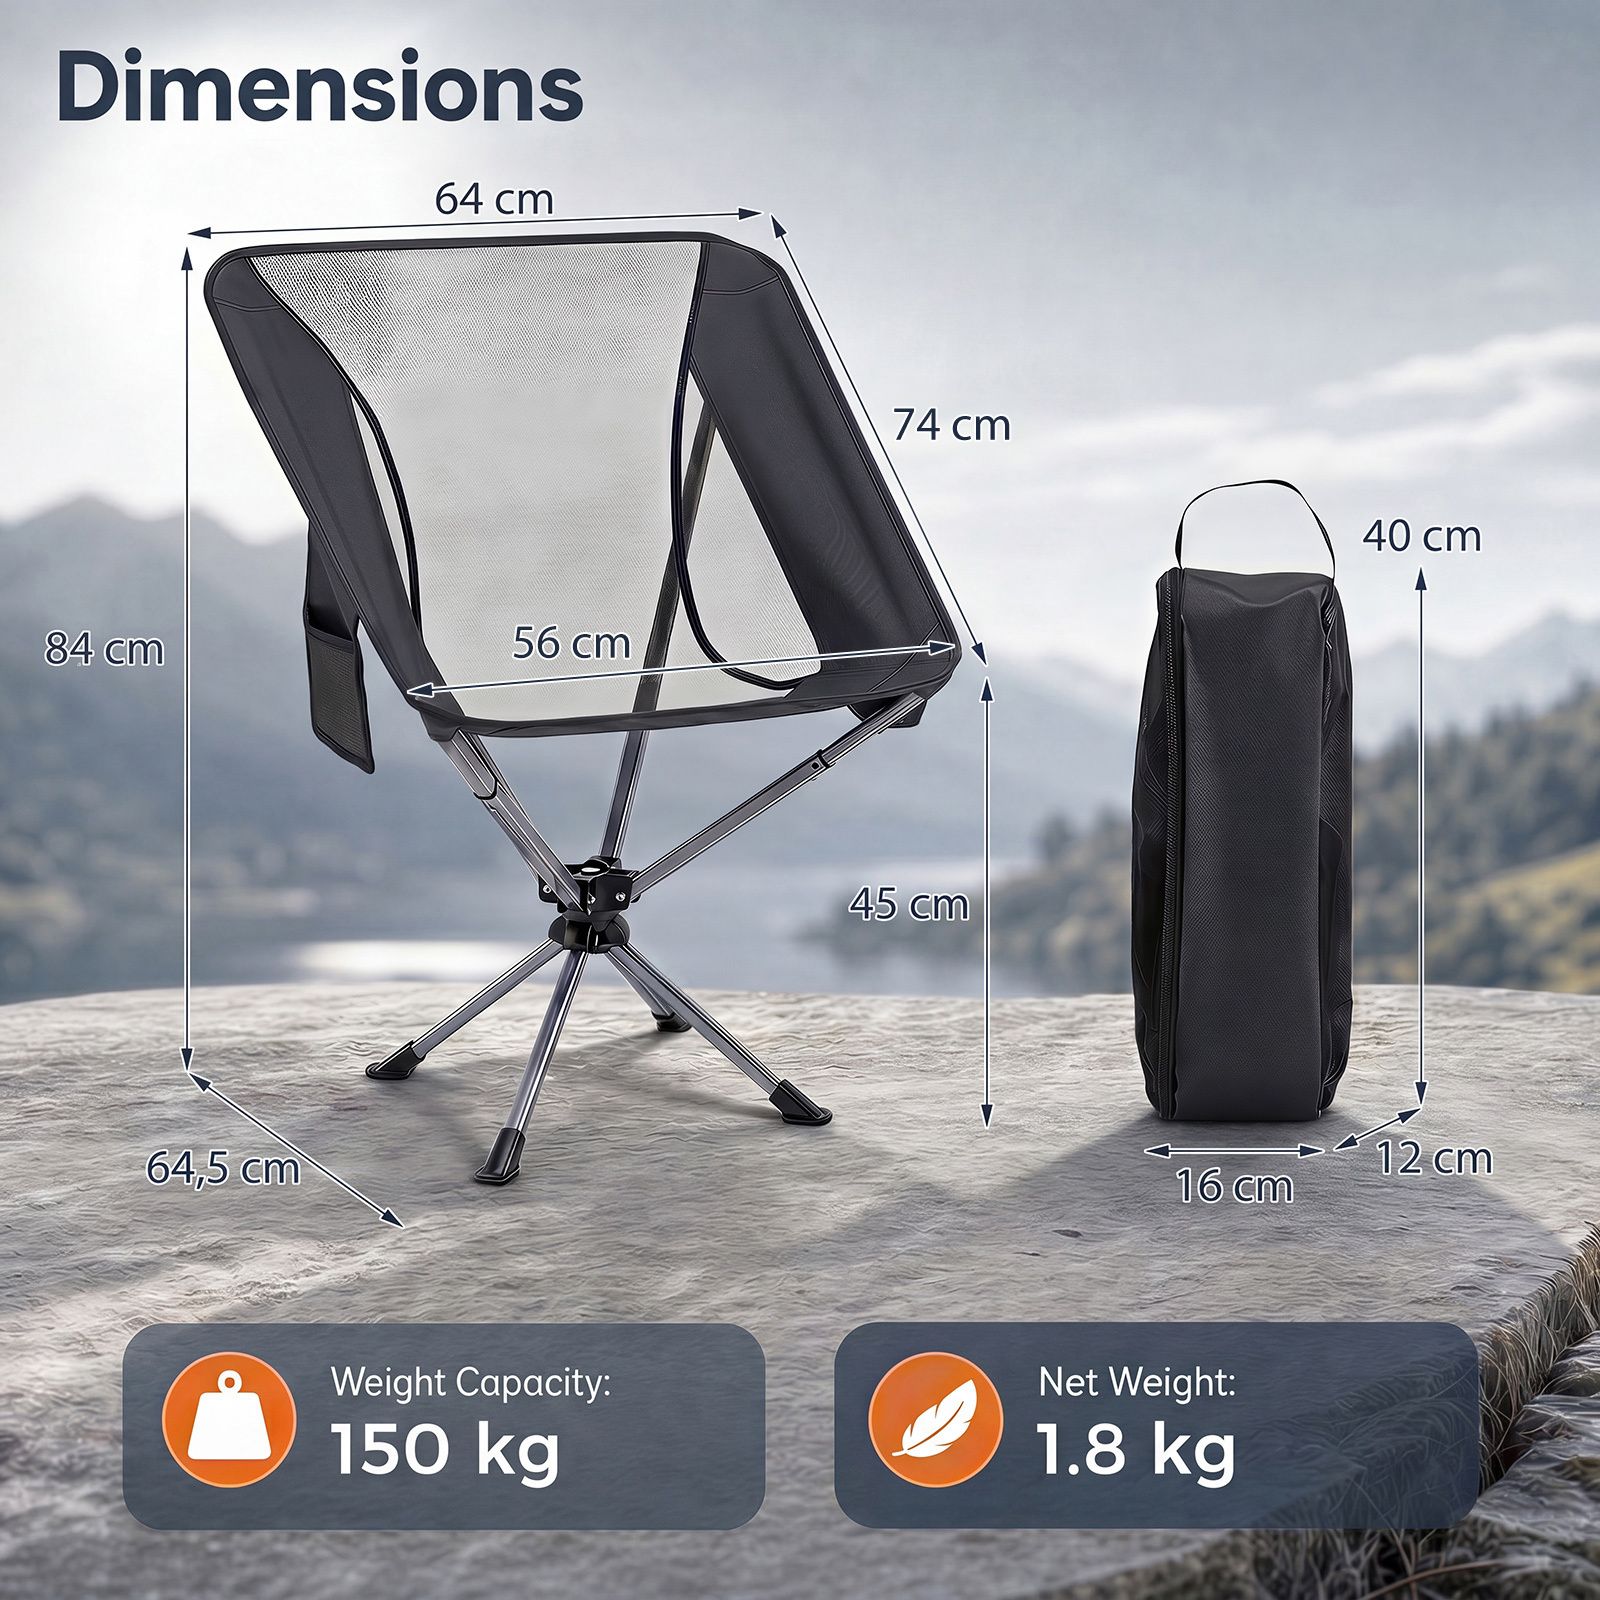 Dimensions
64 cm
74 cm
40 cm
56 cm
84 cm
45 cm
64,5 cm
12 cm
16 cm
Weight Capacity:
150 kg
Net Weight:
1.8 kg